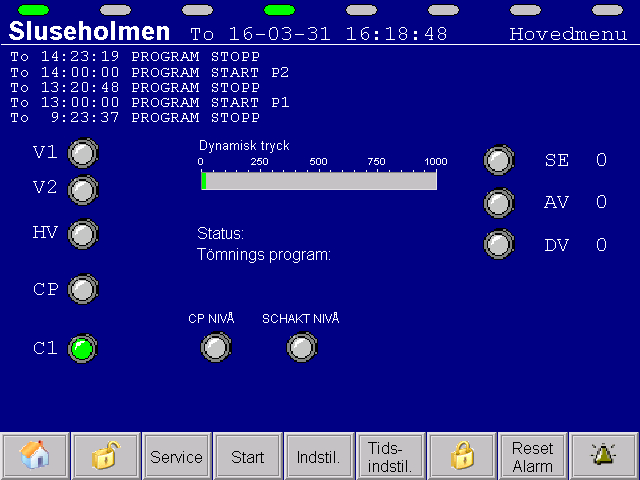 Sluseholmen To 16-03-31 16:18:48 Hovedmenu
To 14:23:19 PROGRAM STOPP
To 14:00:00 PROGRAM START P2
To 13:20:48 PROGRAM STOPP
To 13:00:00 PROGRAM START P1
To 9:23:37 PROGRAM STOPP
V1
V2
HV
CP
C1
Dynamisk tryck
0 250 500 750 1000
Status:
Tömnings program:
CP NIVÅ SCHAKT NIVÅ
SE 0
AV 0
DV 0
Service
Start
Indstil.
Tids-
indstil.
Reset
Alarm